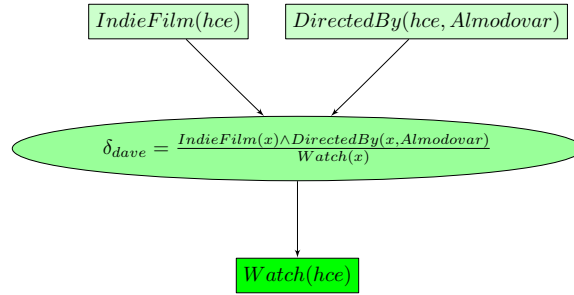 IndieFilm(hce)
DirectedBy(hce, Almodovar)
δ_dave = IndieFilm(x)∧DirectedBy(x,Almodovar)
Watch(x)
Watch(hce)